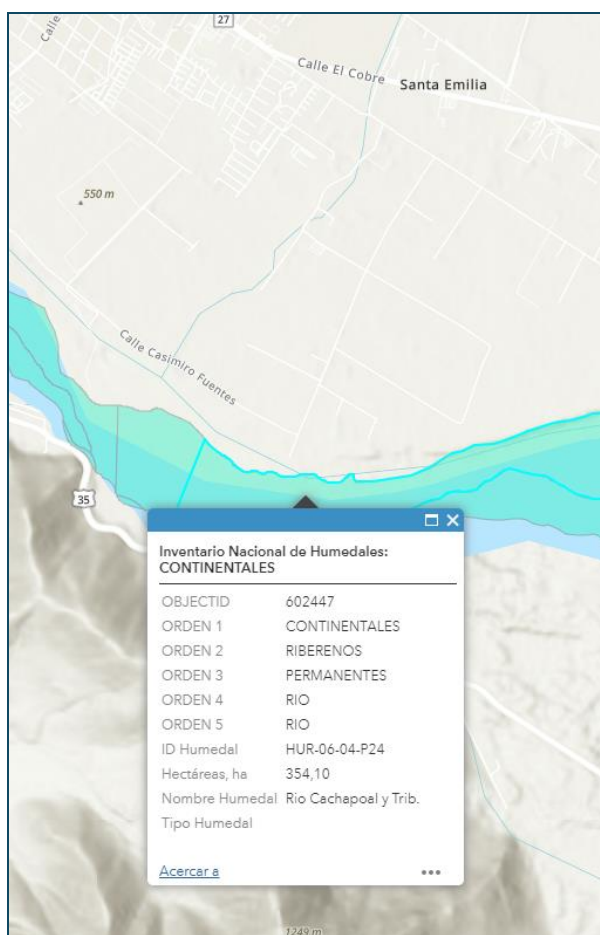 Calle
27
Calle El Cobre
Santa Emilia
550 m
Calle Casimiro Fuentes
35
Inventario Nacional de Humedales:
CONTINENTALES
OBJECTID 602447
ORDEN 1 CONTINENTALES
ORDEN 2 RIBERENOS
ORDEN 3 PERMANENTES
ORDEN 4 RIO
ORDEN 5 RIO
ID Humedal HUR-06-04-P24
Hectáreas, ha 354,10
Nombre Humedal Rio Cachapoal y Trib.
Tipo Humedal
Acercar a
1249 m